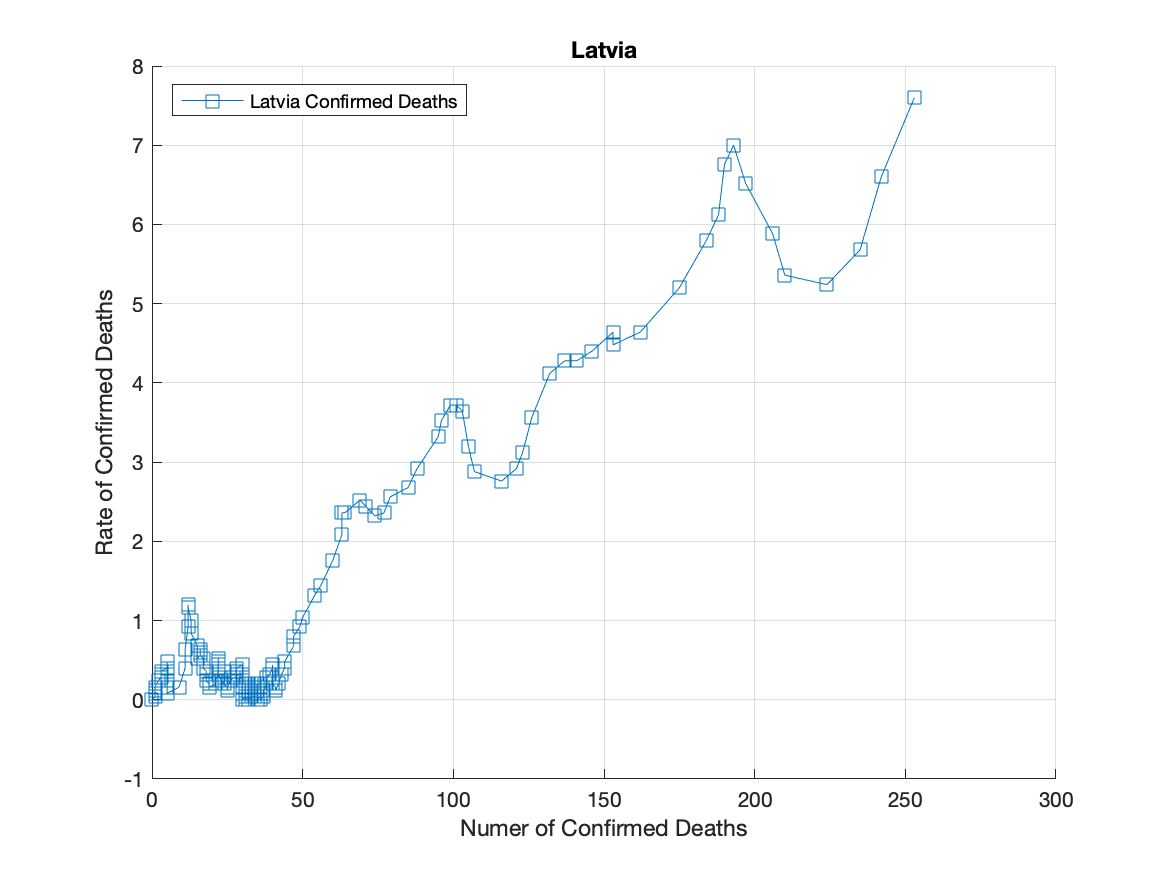 Latvia
Latvia Confirmed Deaths
8
7
6
5
4
3
2
1
0
-1
Rate of Confirmed Deaths
0 50 100 150 200 250 300
Numer of Confirmed Deaths